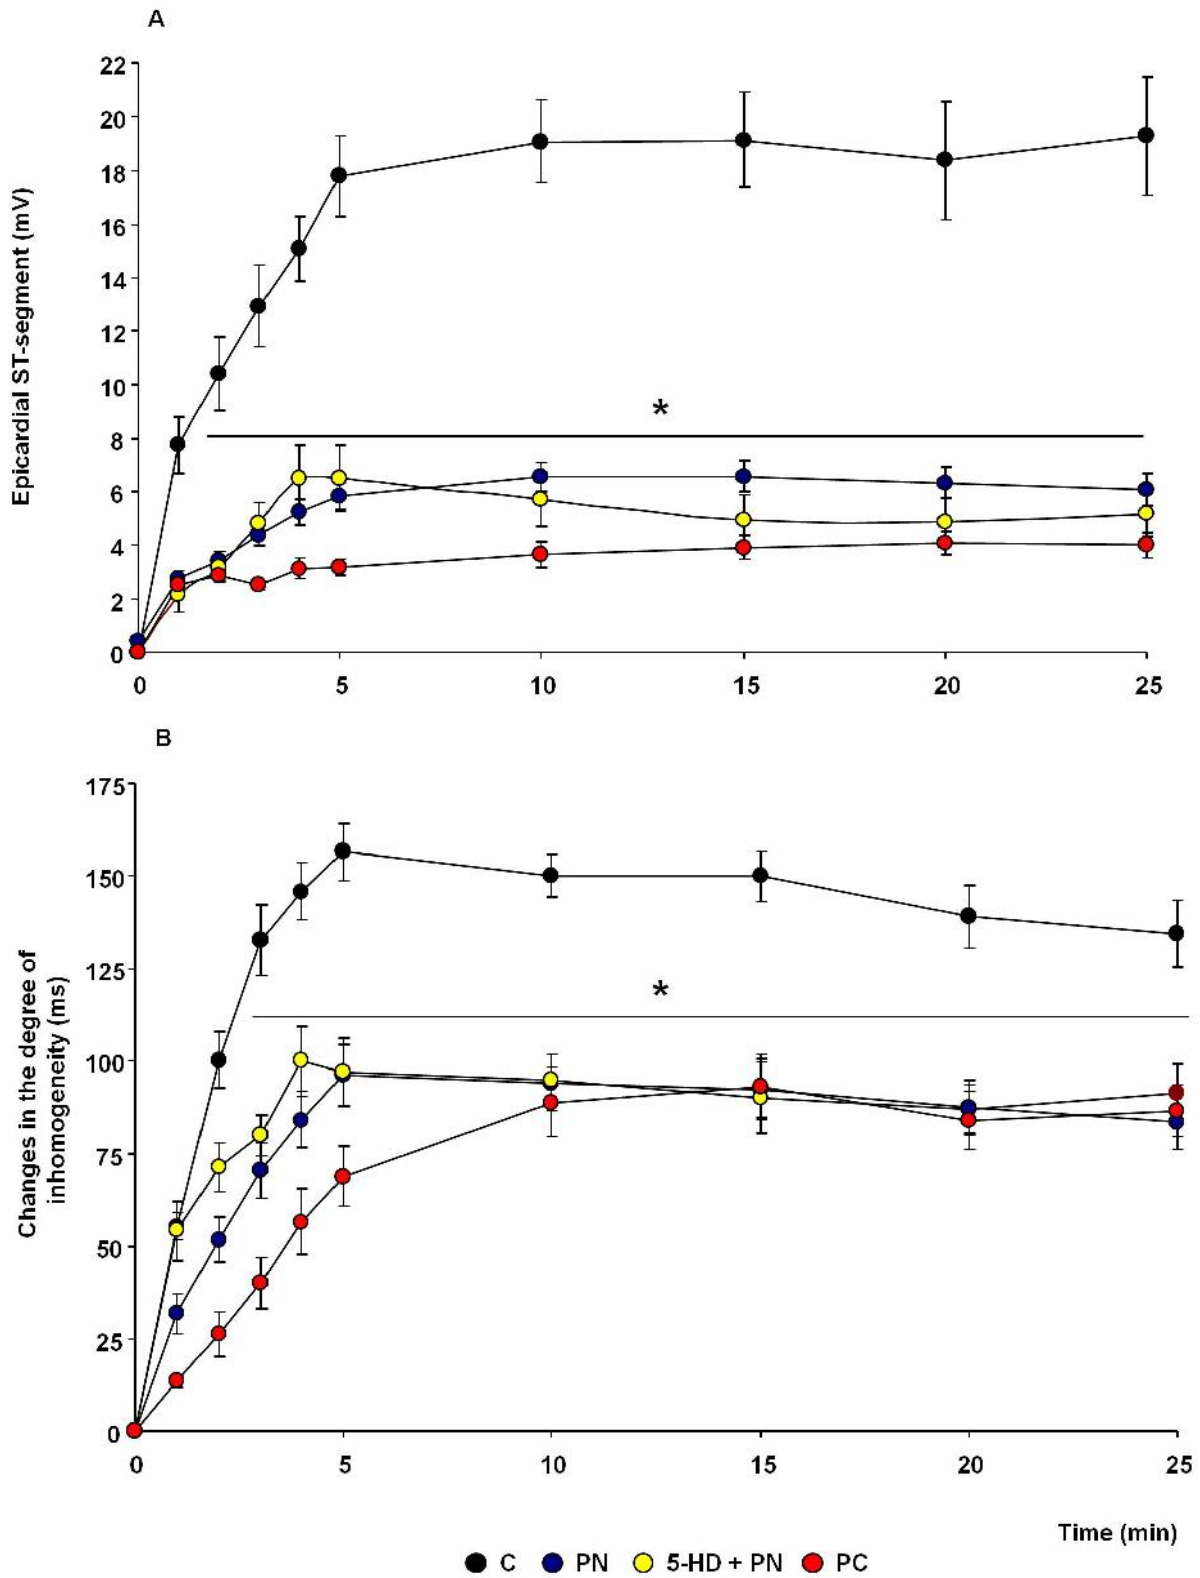 A
22
20
18
16
14
12
10
8
6
4
2
0
Epicardial ST-segment (mV)
*
0 5 10 15 20 25
B
175
150
125
100
75
50
25
0
Changes in the degree of
inhomogeneity (ms)
*
0 5 10 15 20 25
Time (min)
C PN 5-HD + PN PC